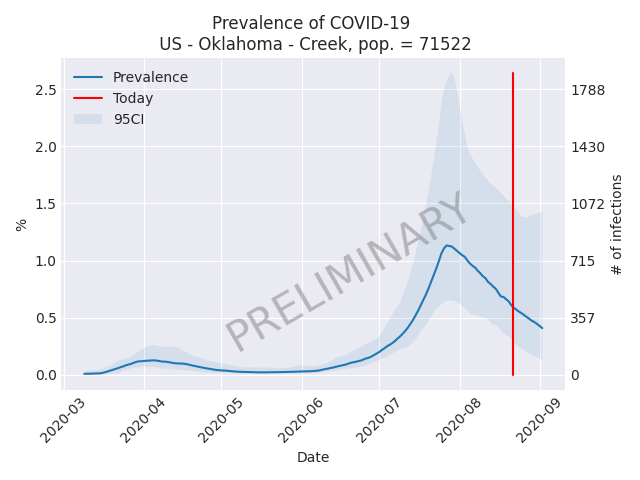 Prevalence of COVID-19
US - Oklahoma - Creek, pop. = 71522
Prevalence
Today
95CI
PRELIMINARY
2.5
2.0
1.5
1.0
0.5
0.0
%
1788
1430
1072
715
357
0
# of infections
2020-03
2020-04
2020-05
2020-06
2020-07
2020-08
2020-09
Date